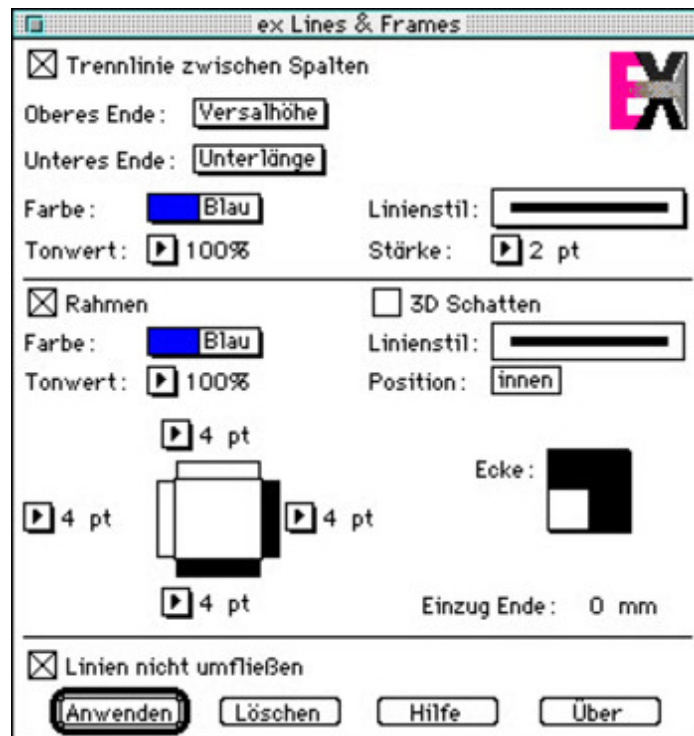 ex Lines & Frames
Trennlinie zwischen Spalten
EX
Oberes Ende: Versalhöhe
Unteres Ende: Unterlänge
Farbe: Blau Linienstil:
Tonwert: 100% Stärke: 2 pt
Rahmen 3D Schatten
Farbe: Blau Linienstil:
Tonwert: 100% Position: innen
4 pt
Ecke:
4 pt 4 pt
4 pt Einzug Ende: 0 mm
Linien nicht umfließen
Anwenden Löschen Hilfe Über